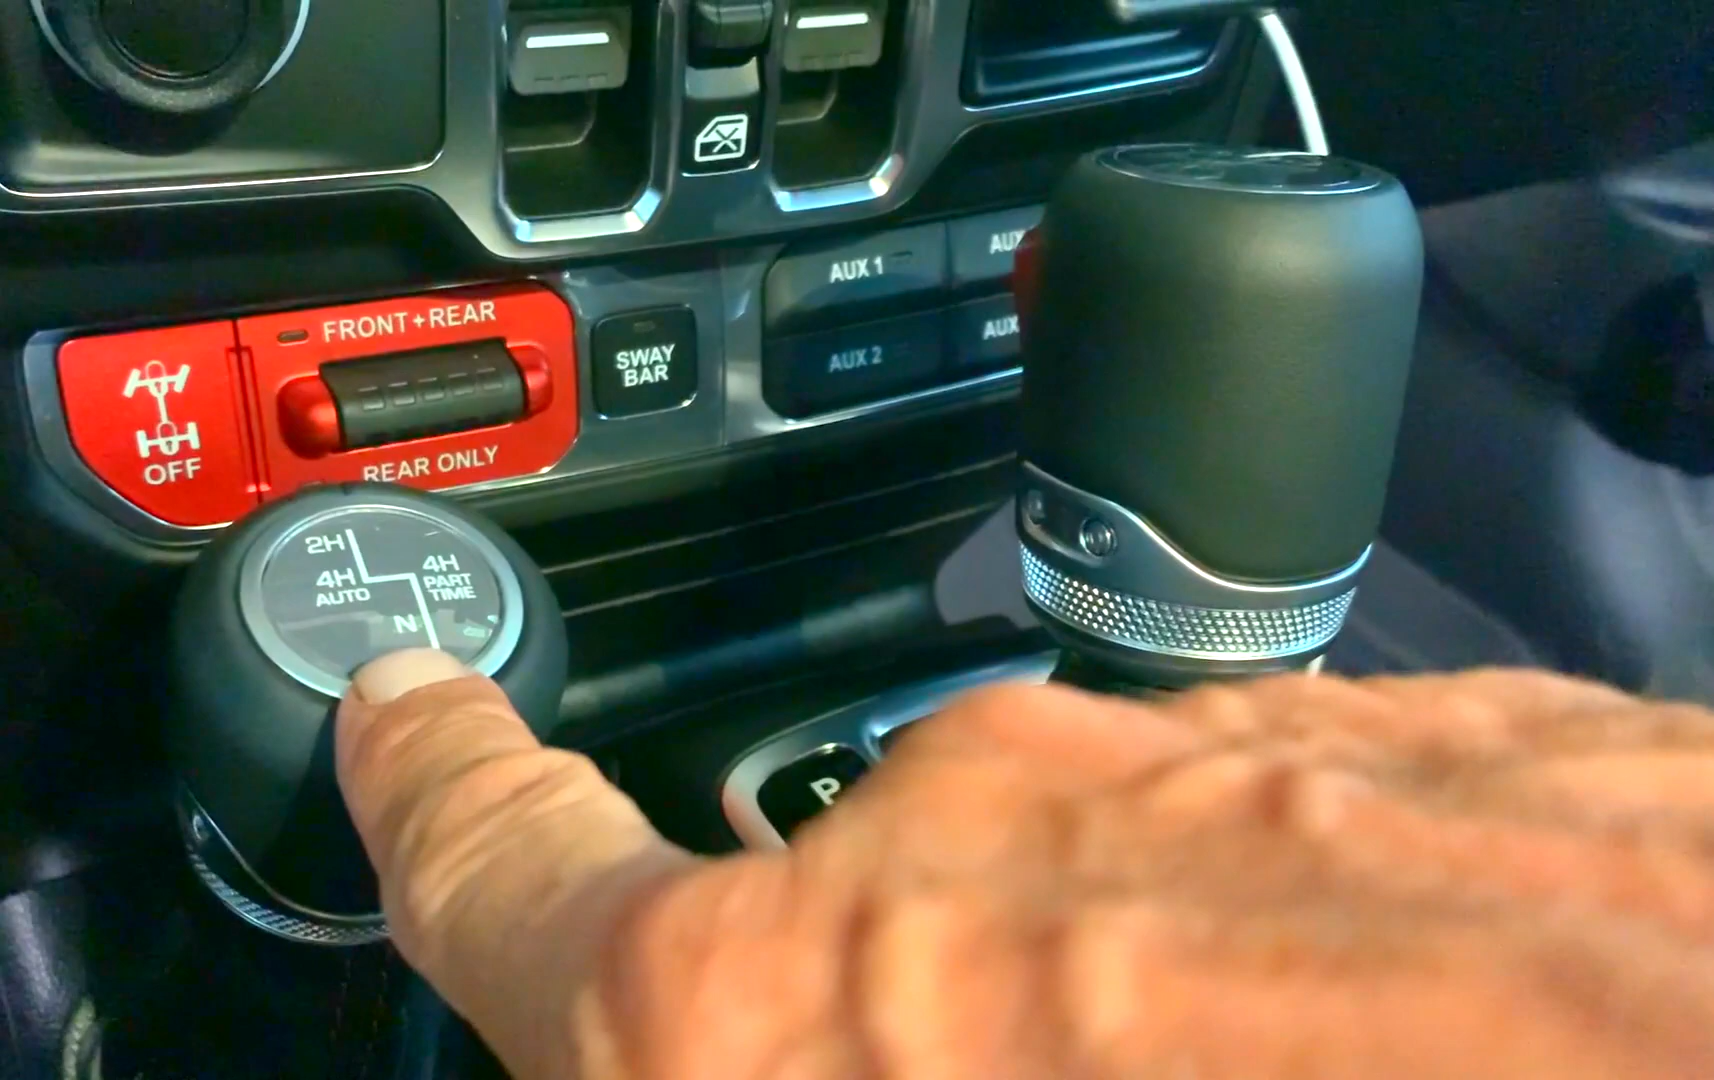 FRONT+REAR
OFF
REAR ONLY
SWAY
BAR
AUX 1
AUX
AUX 2
AUX
2H
4H
AUTO
4H
PART
TIME
N
P